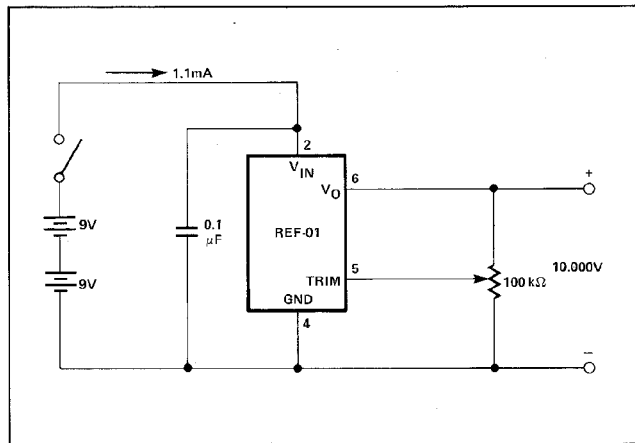 1.1mA
2
VIN
6
VO
9V
0.1
μF
REF-01
+
9V
5
TRIM
100 kΩ
10.000V
GND
4
–